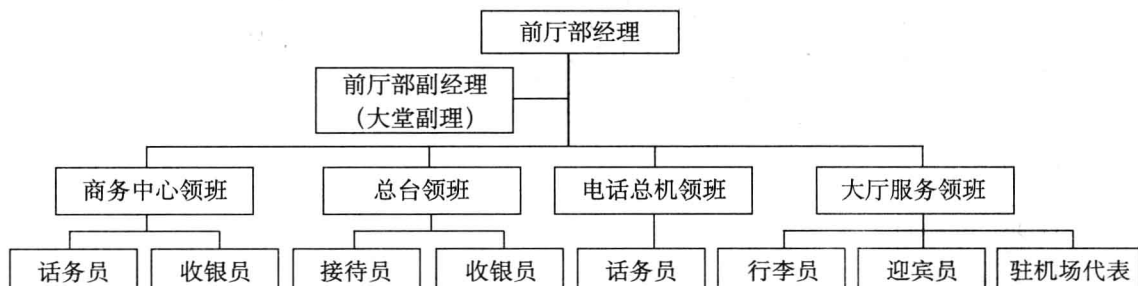 前厅部经理
前厅部副经理
（大堂副理）
商务中心领班
总台领班
电话总机领班
大厅服务领班
话务员
收银员
接待员
收银员
话务员
行李员
迎宾员
驻机场代表